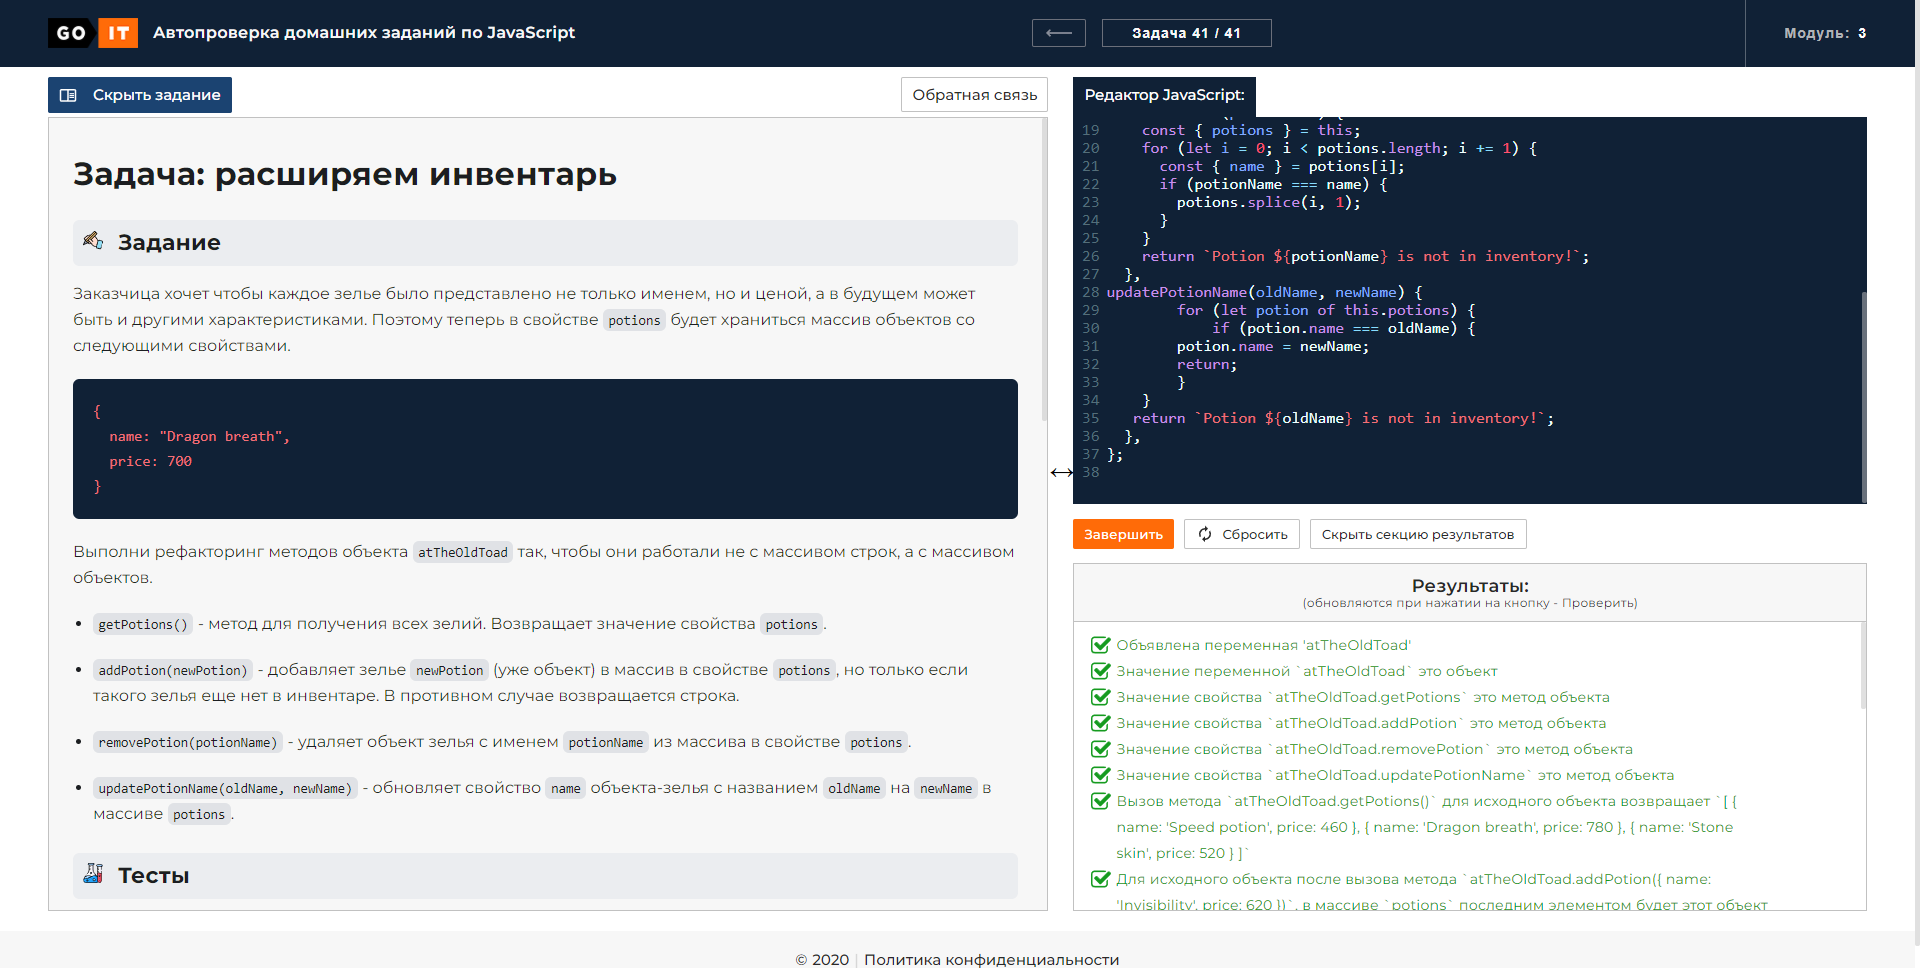 GO IT Автопроверка домашних заданий по JavaScript
Задача 41 / 41
Модуль: 3
Скрыть задание
Обратная связь
Задача: расширяем инвентарь
Задание
Заказчица хочет чтобы каждое зелье было представлено не только именем, но и ценой, а в будущем может
быть и другими характеристиками. Поэтому теперь в свойстве potions будет храниться массив объектов со
следующими свойствами.
{
name: "Dragon breath",
price: 700
}
Выполни рефакторинг методов объекта atTheOldToad так, чтобы они работали не с массивом строк, а с массивом
объектов.
• getPotions() - метод для получения всех зелий. Возвращает значение свойства potions.
• addPotion(newPotion) - добавляет зелье newPotion (уже объект) в массив в свойстве potions, но только если
такого зелья еще нет в инвентаре. В противном случае возвращается строка.
• removePotion(potionName) - удаляет объект зелья с именем potionName из массива в свойстве potions.
• updatePotionName(oldName, newName) - обновляет свойство name объекта-зелья с названием oldName на newName в
массиве potions.
Тесты
Редактор JavaScript:
19 const { potions } = this;
20 for (let i = 0; i < potions.length; i += 1) {
21 const { name } = potions[i];
22 if (potionName === name) {
23 potions.splice(i, 1);
24 }
25 }
26 return `Potion ${potionName} is not in inventory!`;
27 },
28 updatePotionName(oldName, newName) {
29 for (let potion of this.potions) {
30 if (potion.name === oldName) {
31 potion.name = newName;
32 return;
33 }
34 }
35 return `Potion ${oldName} is not in inventory!`;
36 },
37 };
38
Завершить
Сбросить
Скрыть секцию результатов
Результаты:
(обновляются при нажатии на кнопку - Проверить)
Объявлена переменная 'atTheOldToad'
Значение переменной `atTheOldToad` это объект
Значение свойства `atTheOldToad.getPotions` это метод объекта
Значение свойства `atTheOldToad.addPotion` это метод объекта
Значение свойства `atTheOldToad.removePotion` это метод объекта
Значение свойства `atTheOldToad.updatePotionName` это метод объекта
Вызов метода `atTheOldToad.getPotions()` для исходного объекта возвращает `[ {
name: 'Speed potion', price: 460 }, { name: 'Dragon breath', price: 780 }, { name: 'Stone
skin', price: 520 } ]`
Для исходного объекта после вызова метода `atTheOldToad.addPotion({ name:
'Invisibility', price: 620 })`, в массиве `potions` последним элементом будет этот объект
© 2020 | Политика конфиденциальности